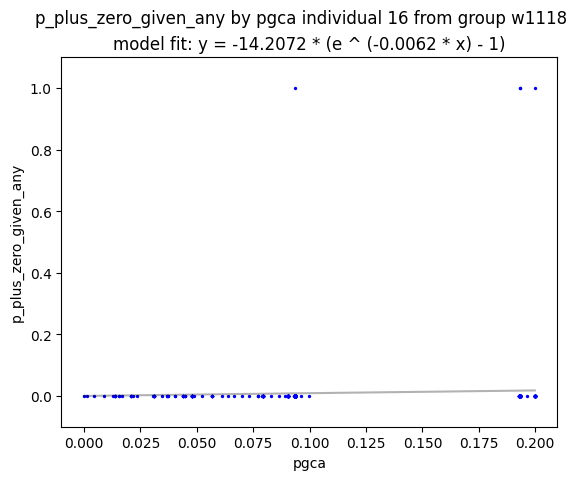 p_plus_zero_given_any by pgca individual 16 from group w1118
model fit: y = -14.2072 * (e ^ (-0.0062 * x) - 1)
1.0
0.8
0.6
0.4
0.2
0.0
p_plus_zero_given_any
0.000 0.025 0.050 0.075 0.100 0.125 0.150 0.175 0.200
pgca